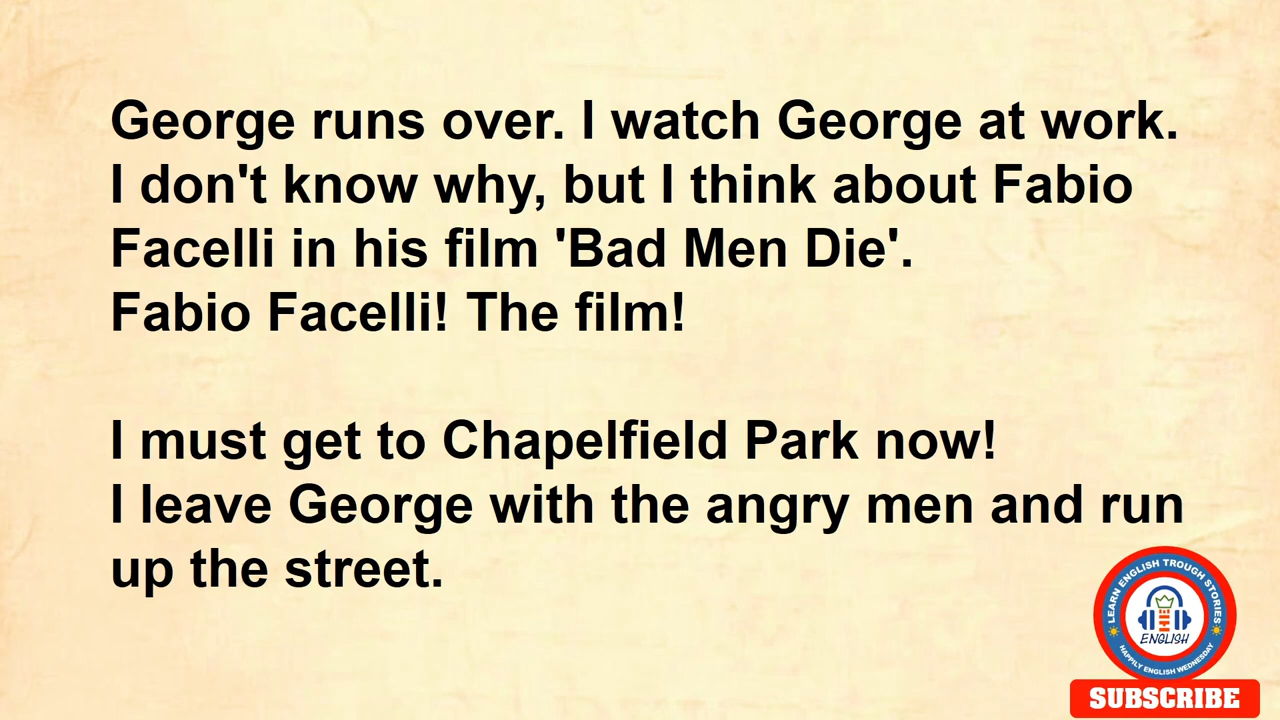 George runs over. I watch George at work.
I don't know why, but I think about Fabio
Facelli in his film 'Bad Men Die'.
Fabio Facelli! The film!
I must get to Chapelfield Park now!
I leave George with the angry men and run
up the street.
LEARN ENGLISH TROUGH STORIES
ENGLISH
HAPPILY ENGLISH WEDNESDAY
SUBSCRIBE